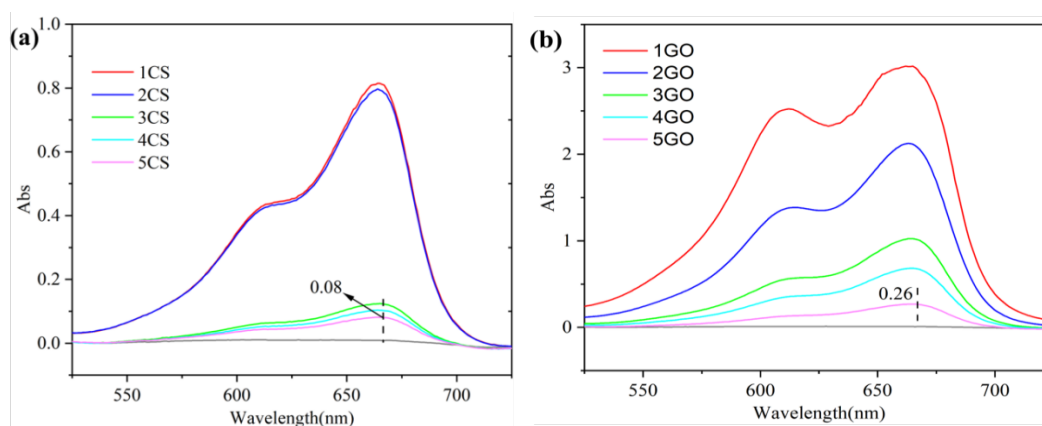 (a)
1.0
0.8
0.6
0.4
0.2
0.0
Abs
1CS
2CS
3CS
4CS
5CS
0.08
550
600
650
700
Wavelength(nm)
(b)
3
2
1
0
Abs
1GO
2GO
3GO
4GO
5GO
0.26
550
600
650
700
Wavelength(nm)